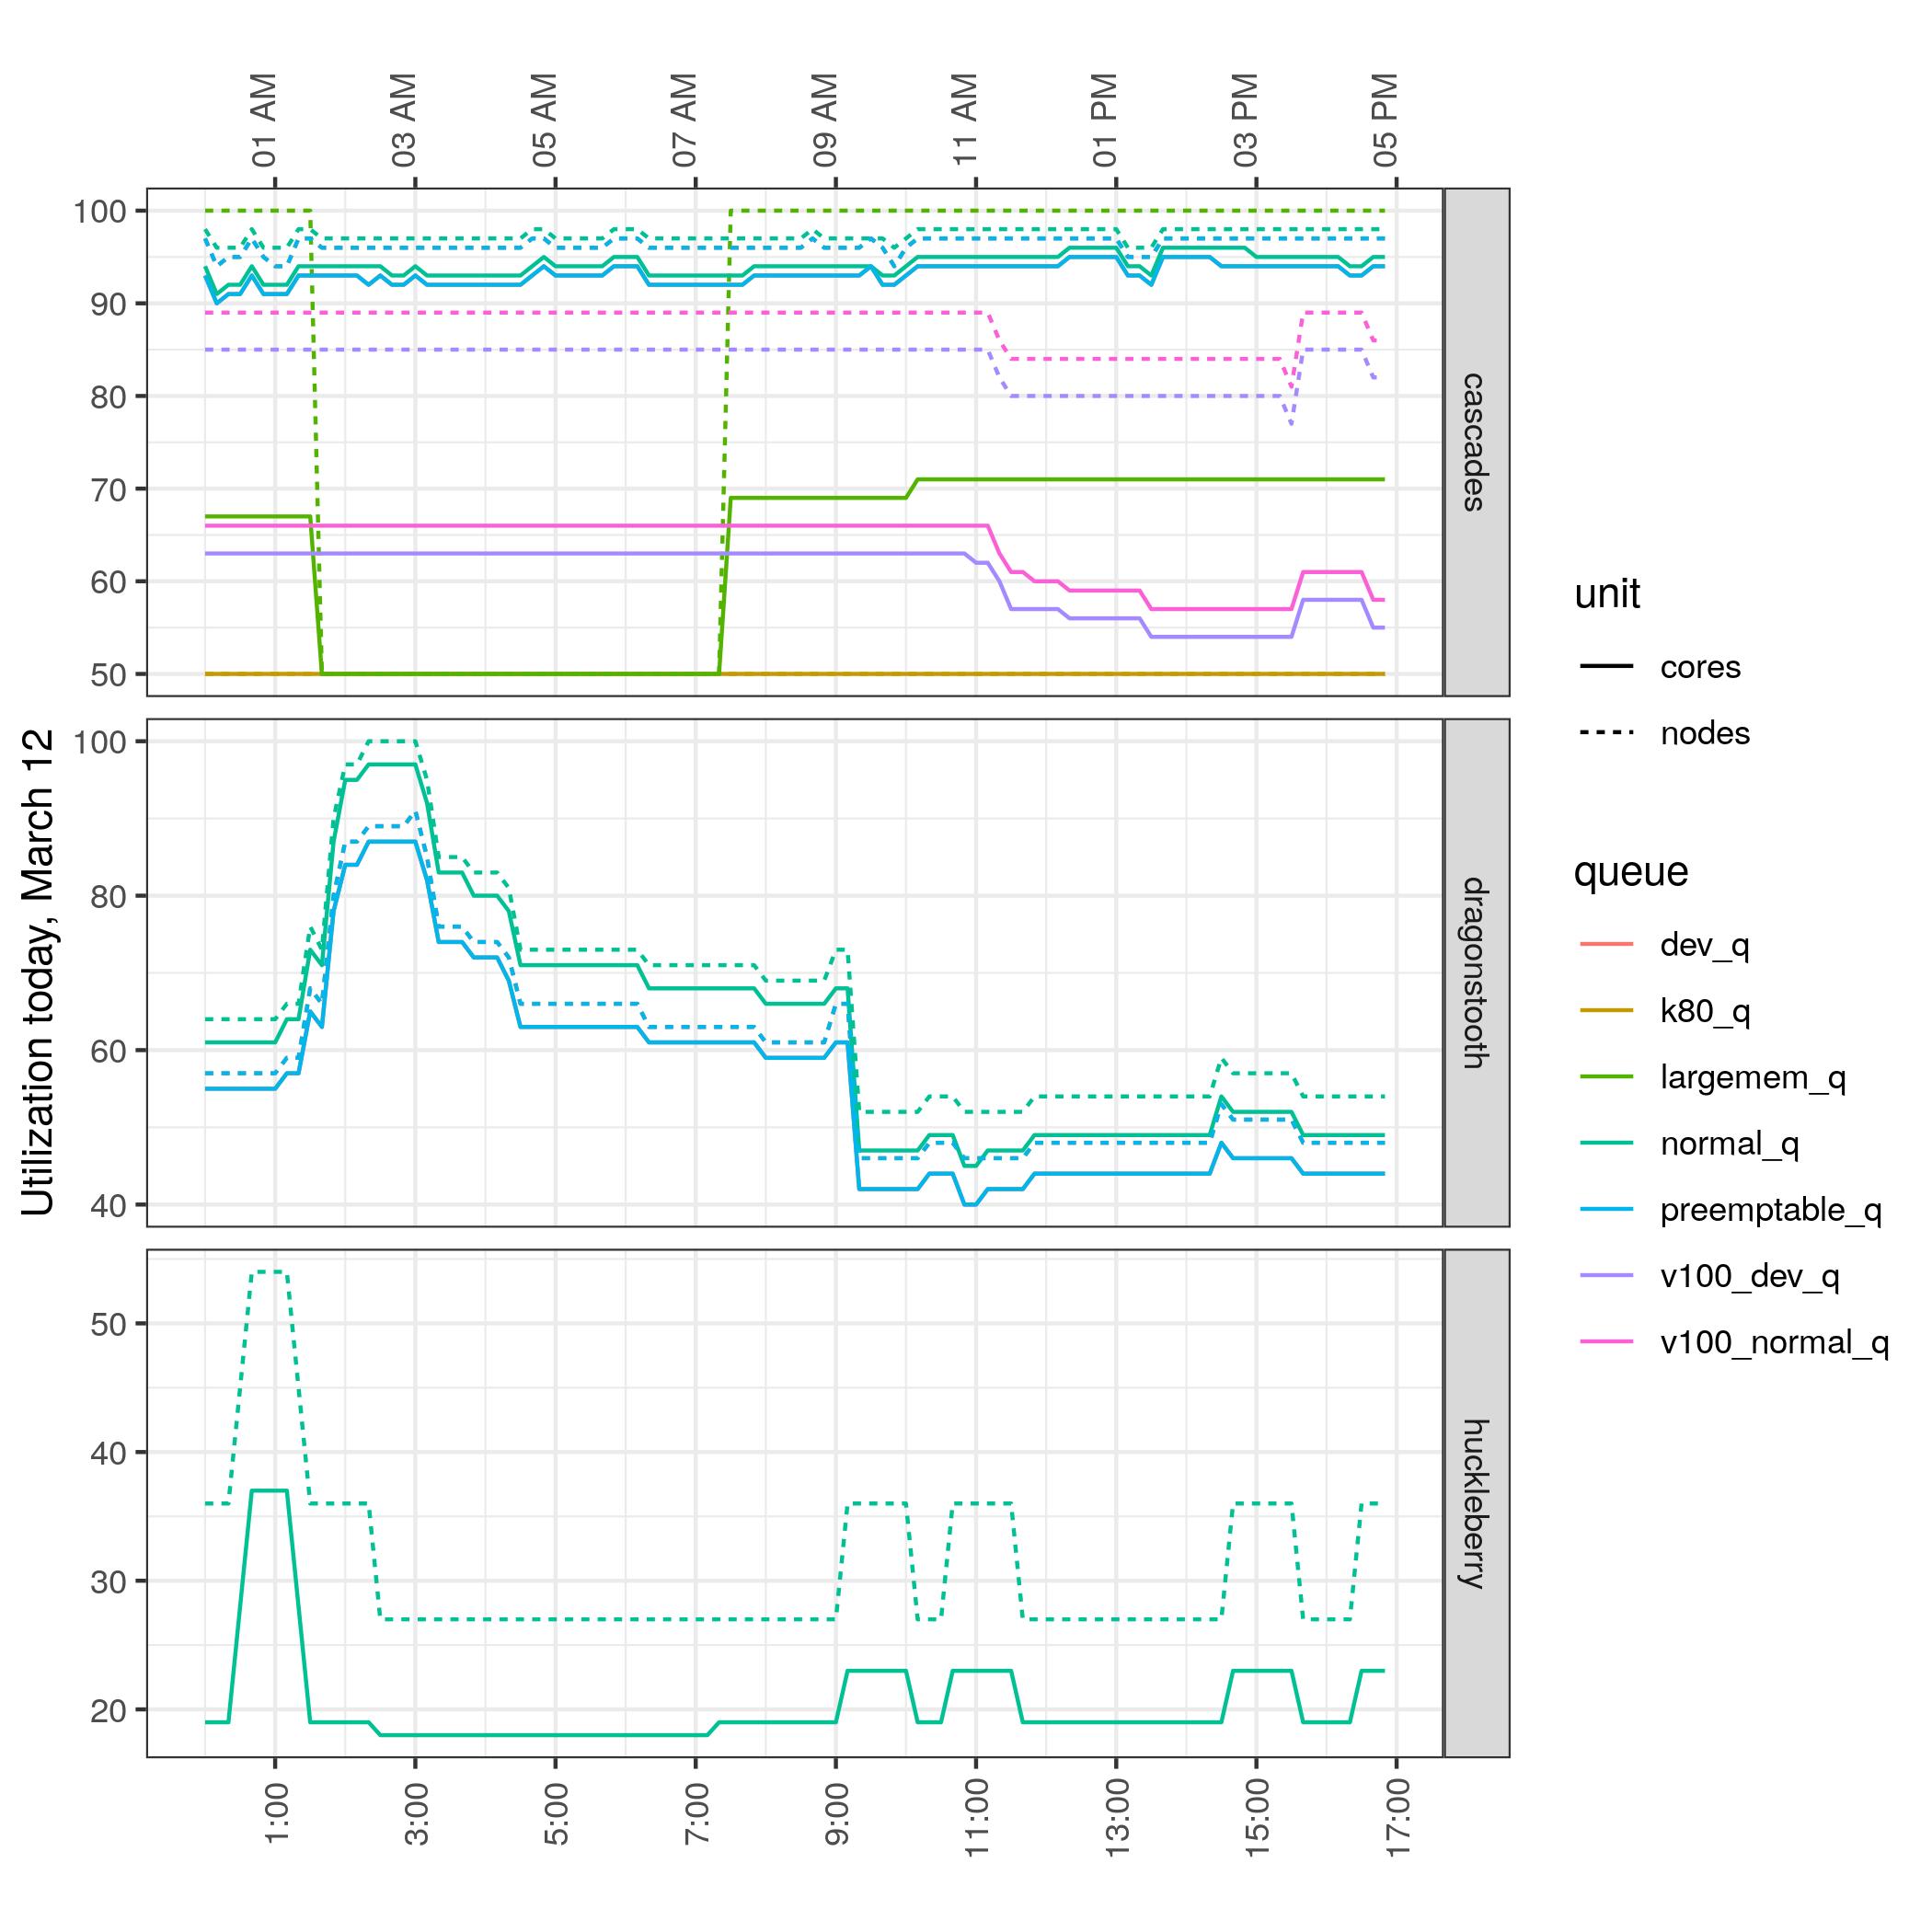 01 AM
03 AM
05 AM
07 AM
09 AM
11 AM
01 PM
03 PM
05 PM
Utilization today, March 12
100
90
80
70
60
50
cascades
100
80
60
40
dragonstooth
50
40
30
20
huckleberry
1:00
3:00
5:00
7:00
9:00
11:00
13:00
15:00
17:00
unit
cores
nodes
queue
dev_q
k80_q
largemem_q
normal_q
preemptable_q
v100_dev_q
v100_normal_q